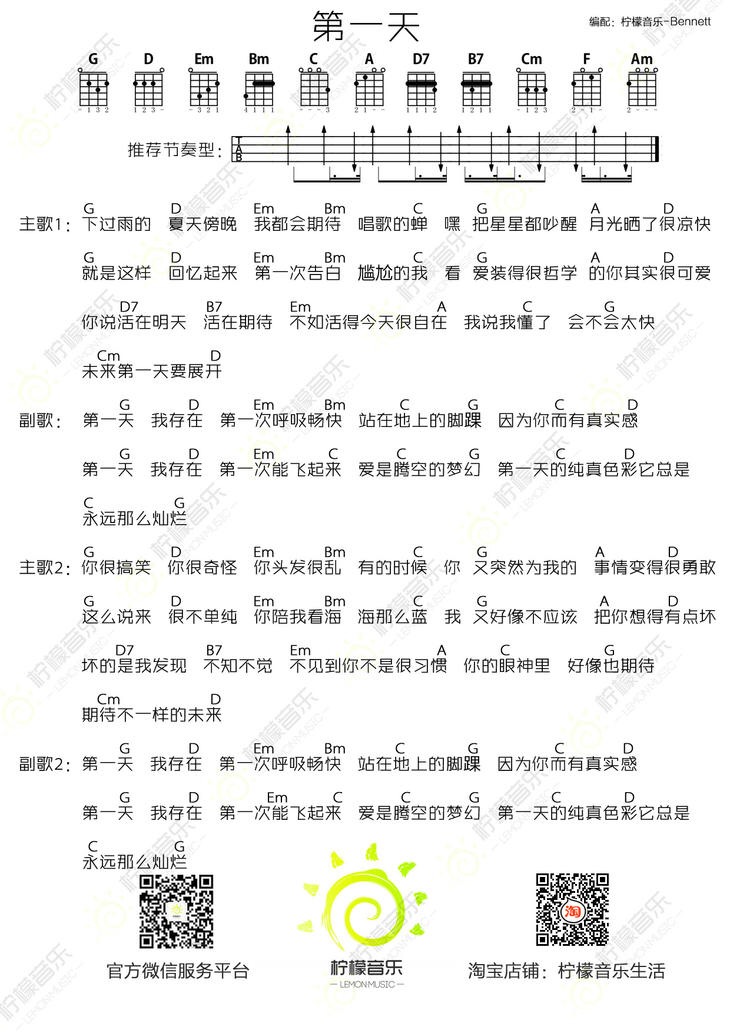 第一天
编配：柠檬音乐-Bennett
G D Em Bm C A D7 B7 Cm F Am
-132 123- -321 4111 ---3 21-- 1112 2111 -123 2-1- 2---
推荐节奏型：
T
A
B
G D Em Bm C G A D
主歌1：下过雨的 夏天傍晚 我都会期待 唱歌的蝉 嘿 把星星都吵醒 月光晒了很凉快
G D Em Bm C G A D
就是这样 回忆起来 第一次告白 尴尬的我 看 爱装得很哲学 的你其实很可爱
D7 B7 Em A C G
你说活在明天 活在期待 不如活得今天很自在 我说我懂了 会不会太快
Cm D
未来第一天要展开
G D Em Bm C G C D
副歌： 第一天 我存在 第一次呼吸畅快 站在地上的脚踝 因为你而有真实感
G D Em C C G C D
第一天 我存在 第一次能飞起来 爱是腾空的梦幻 第一天的纯真色彩它总是
C G
永远那么灿烂
G D Em Bm C G A D
主歌2：你很搞笑 你很奇怪 你头发很乱 有的时候 你 又突然为我的 事情变得很勇敢
G D Em Bm C G A D
这么说来 很不单纯 你陪我看海 海那么蓝 我 又好像不应该 把你想得有点坏
D7 B7 Em A C G
坏的是我发现 不知不觉 不见到你不是很习惯 你的眼神里 好像也期待
Cm D
期待不一样的未来
G D Em Bm C G C D
副歌2：第一天 我存在 第一次呼吸畅快 站在地上的脚踝 因为你而有真实感
G D Em C C G C D
第一天 我存在 第一次能飞起来 爱是腾空的梦幻 第一天的纯真色彩它总是
C G
永远那么灿烂
淘
官方微信服务平台
柠檬音乐
LEMON MUSIC
淘宝店铺：柠檬音乐生活